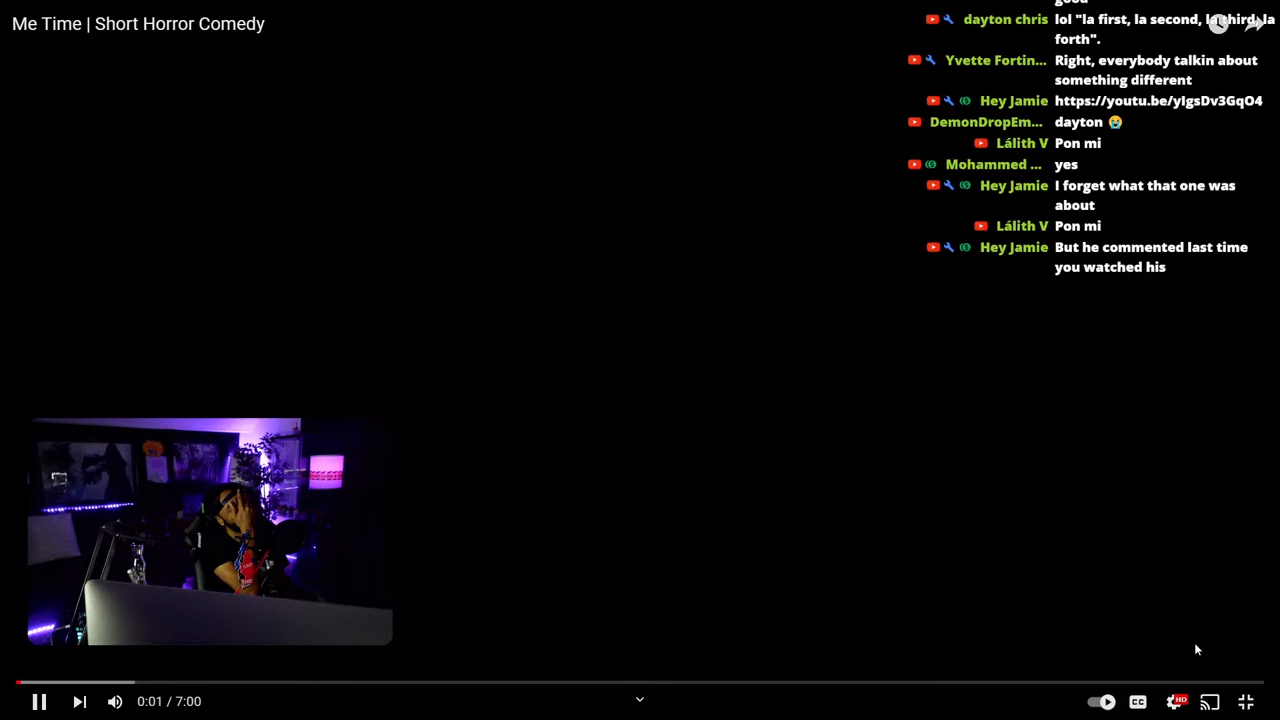 Me Time | Short Horror Comedy
dayton chris lol "la first, la second, la third, la
forth".
Yvette Fortin... Right, everybody talkin about
something different
Hey Jamie https://youtu.be/yIgsDv3GqO4
DemonDropEm... dayton 😭
Lálith V Pon mi
Mohammed ... yes
Hey Jamie I forget what that one was
about
Lálith V Pon mi
Hey Jamie But he commented last time
you watched his
0:01 / 7:00
CC
HD